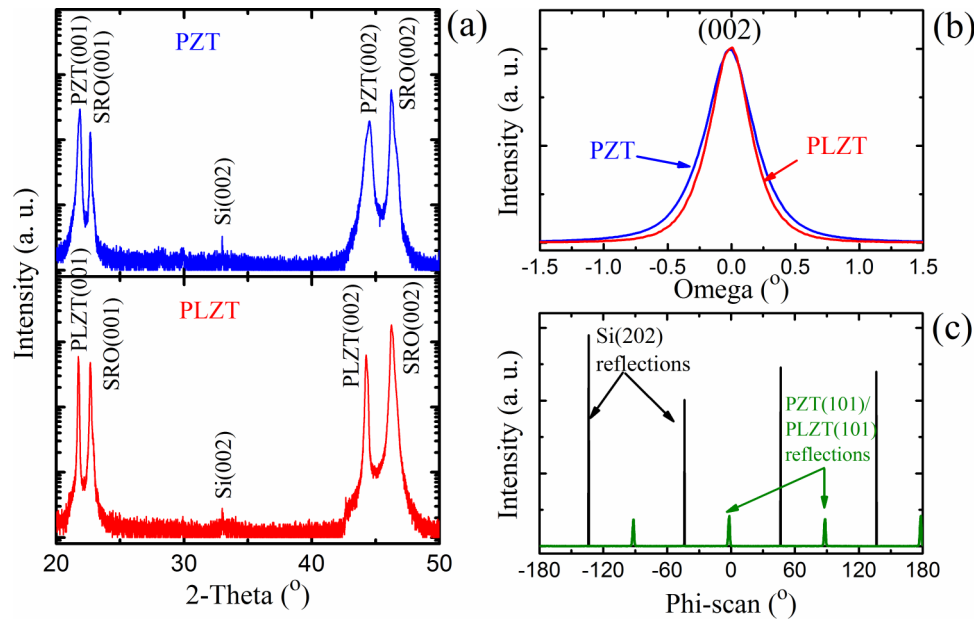 (a)
PZT
PZT(001)
SRO(001)
Si(002)
PZT(002)
SRO(002)
PLZT
PLZT(001)
SRO(001)
Si(002)
PLZT(002)
SRO(002)
Intensity (a. u.)
20 30 40 50
2-Theta (°)
(b)
(002)
PZT
PLZT
Intensity (a. u.)
-1.5 -1.0 -0.5 0.0 0.5 1.0 1.5
Omega (°)
(c)
Si(202)
reflections
PZT(101)/
PLZT(101)
reflections
Intensity (a. u.)
-180 -120 -60 0 60 120 180
Phi-scan (°)